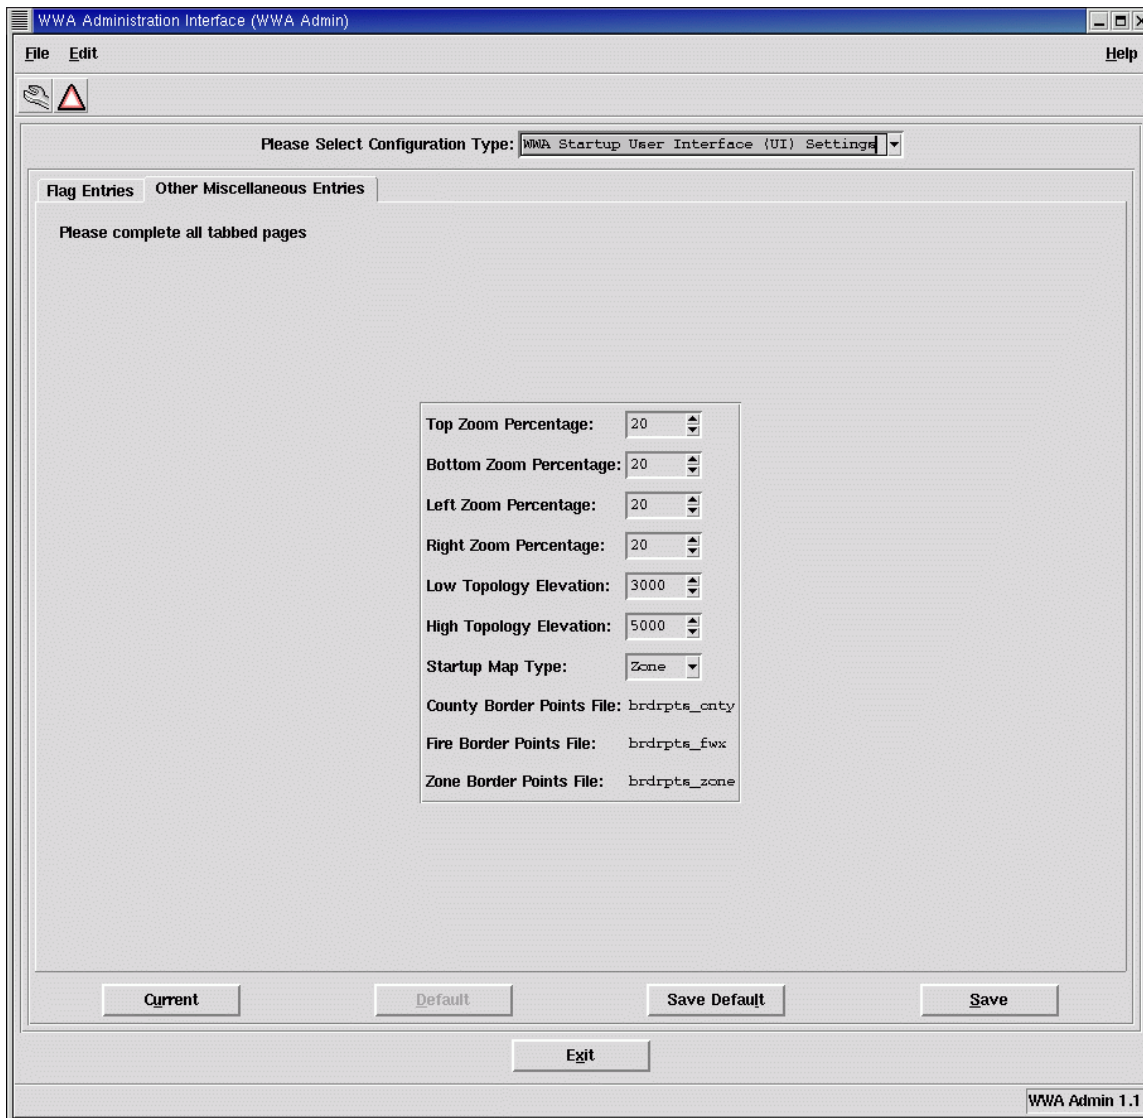 WWA Administration Interface (WWA Admin)
File Edit Help
Please Select Configuration Type: WWA Startup User Interface (UI) Settings
Flag Entries Other Miscellaneous Entries
Please complete all tabbed pages
Top Zoom Percentage: 20
Bottom Zoom Percentage: 20
Left Zoom Percentage: 20
Right Zoom Percentage: 20
Low Topology Elevation: 3000
High Topology Elevation: 5000
Startup Map Type: Zone
County Border Points File: brdrpts_cnty
Fire Border Points File: brdrpts_fwx
Zone Border Points File: brdrpts_zone
Current Default Save Default Save
Exit
WWA Admin 1.1